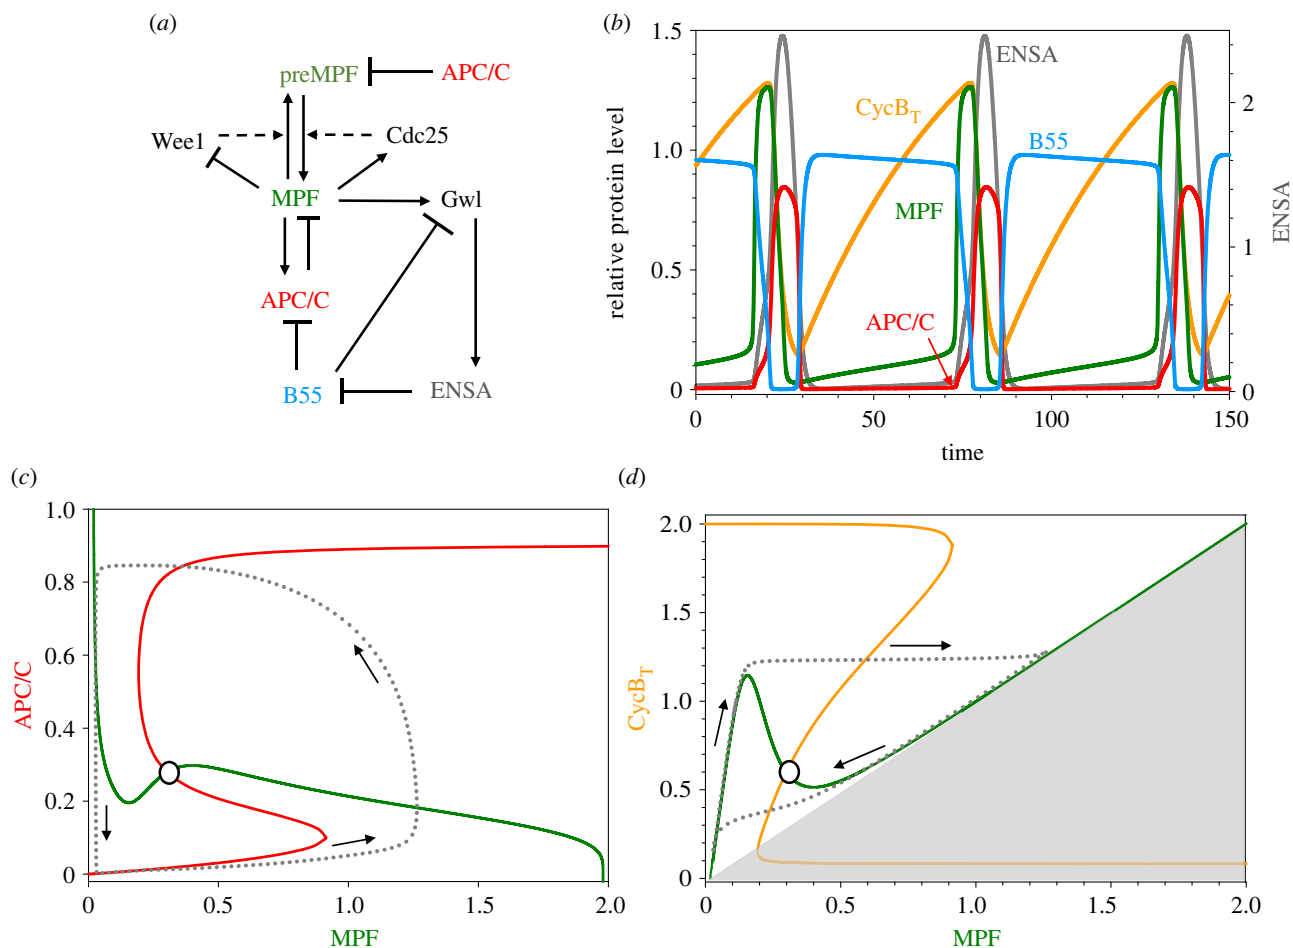 (a)
preMPF
APC/C
Wee1
Cdc25
MPF
Gwl
APC/C
B55
ENSA
(b)
1.5
1.0
0.5
0
relative protein level
CycB_T
ENSA
B55
MPF
APC/C
2
1
0
ENSA
0
50
100
150
time
(c)
1.0
0.8
0.6
0.4
0.2
0
APC/C
0
0.5
1.0
1.5
2.0
MPF
(d)
2.0
1.5
1.0
0.5
0
CycB_T
0
0.5
1.0
1.5
2.0
MPF